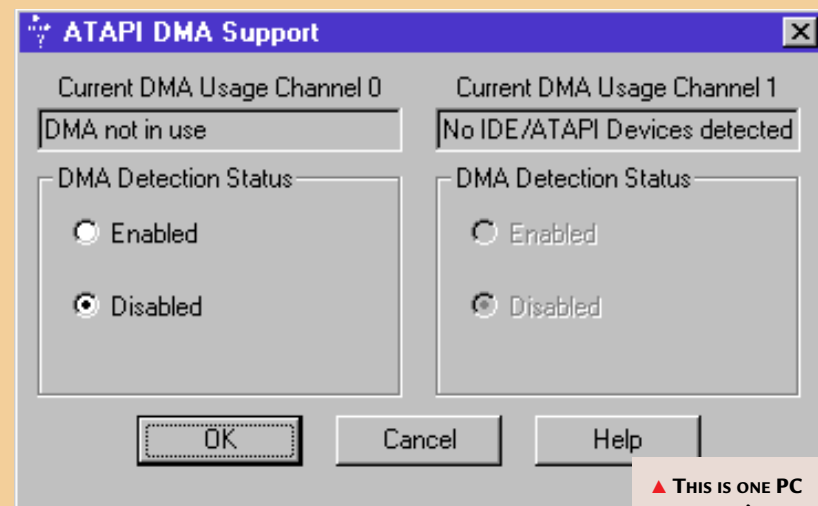 ATAPI DMA Support
Current DMA Usage Channel 0
Current DMA Usage Channel 1
DMA not in use
No IDE/ATAPI Devices detected
DMA Detection Status
DMA Detection Status
Enabled
Enabled
Disabled
Disabled
OK
Cancel
Help
▲ THIS IS ONE PC